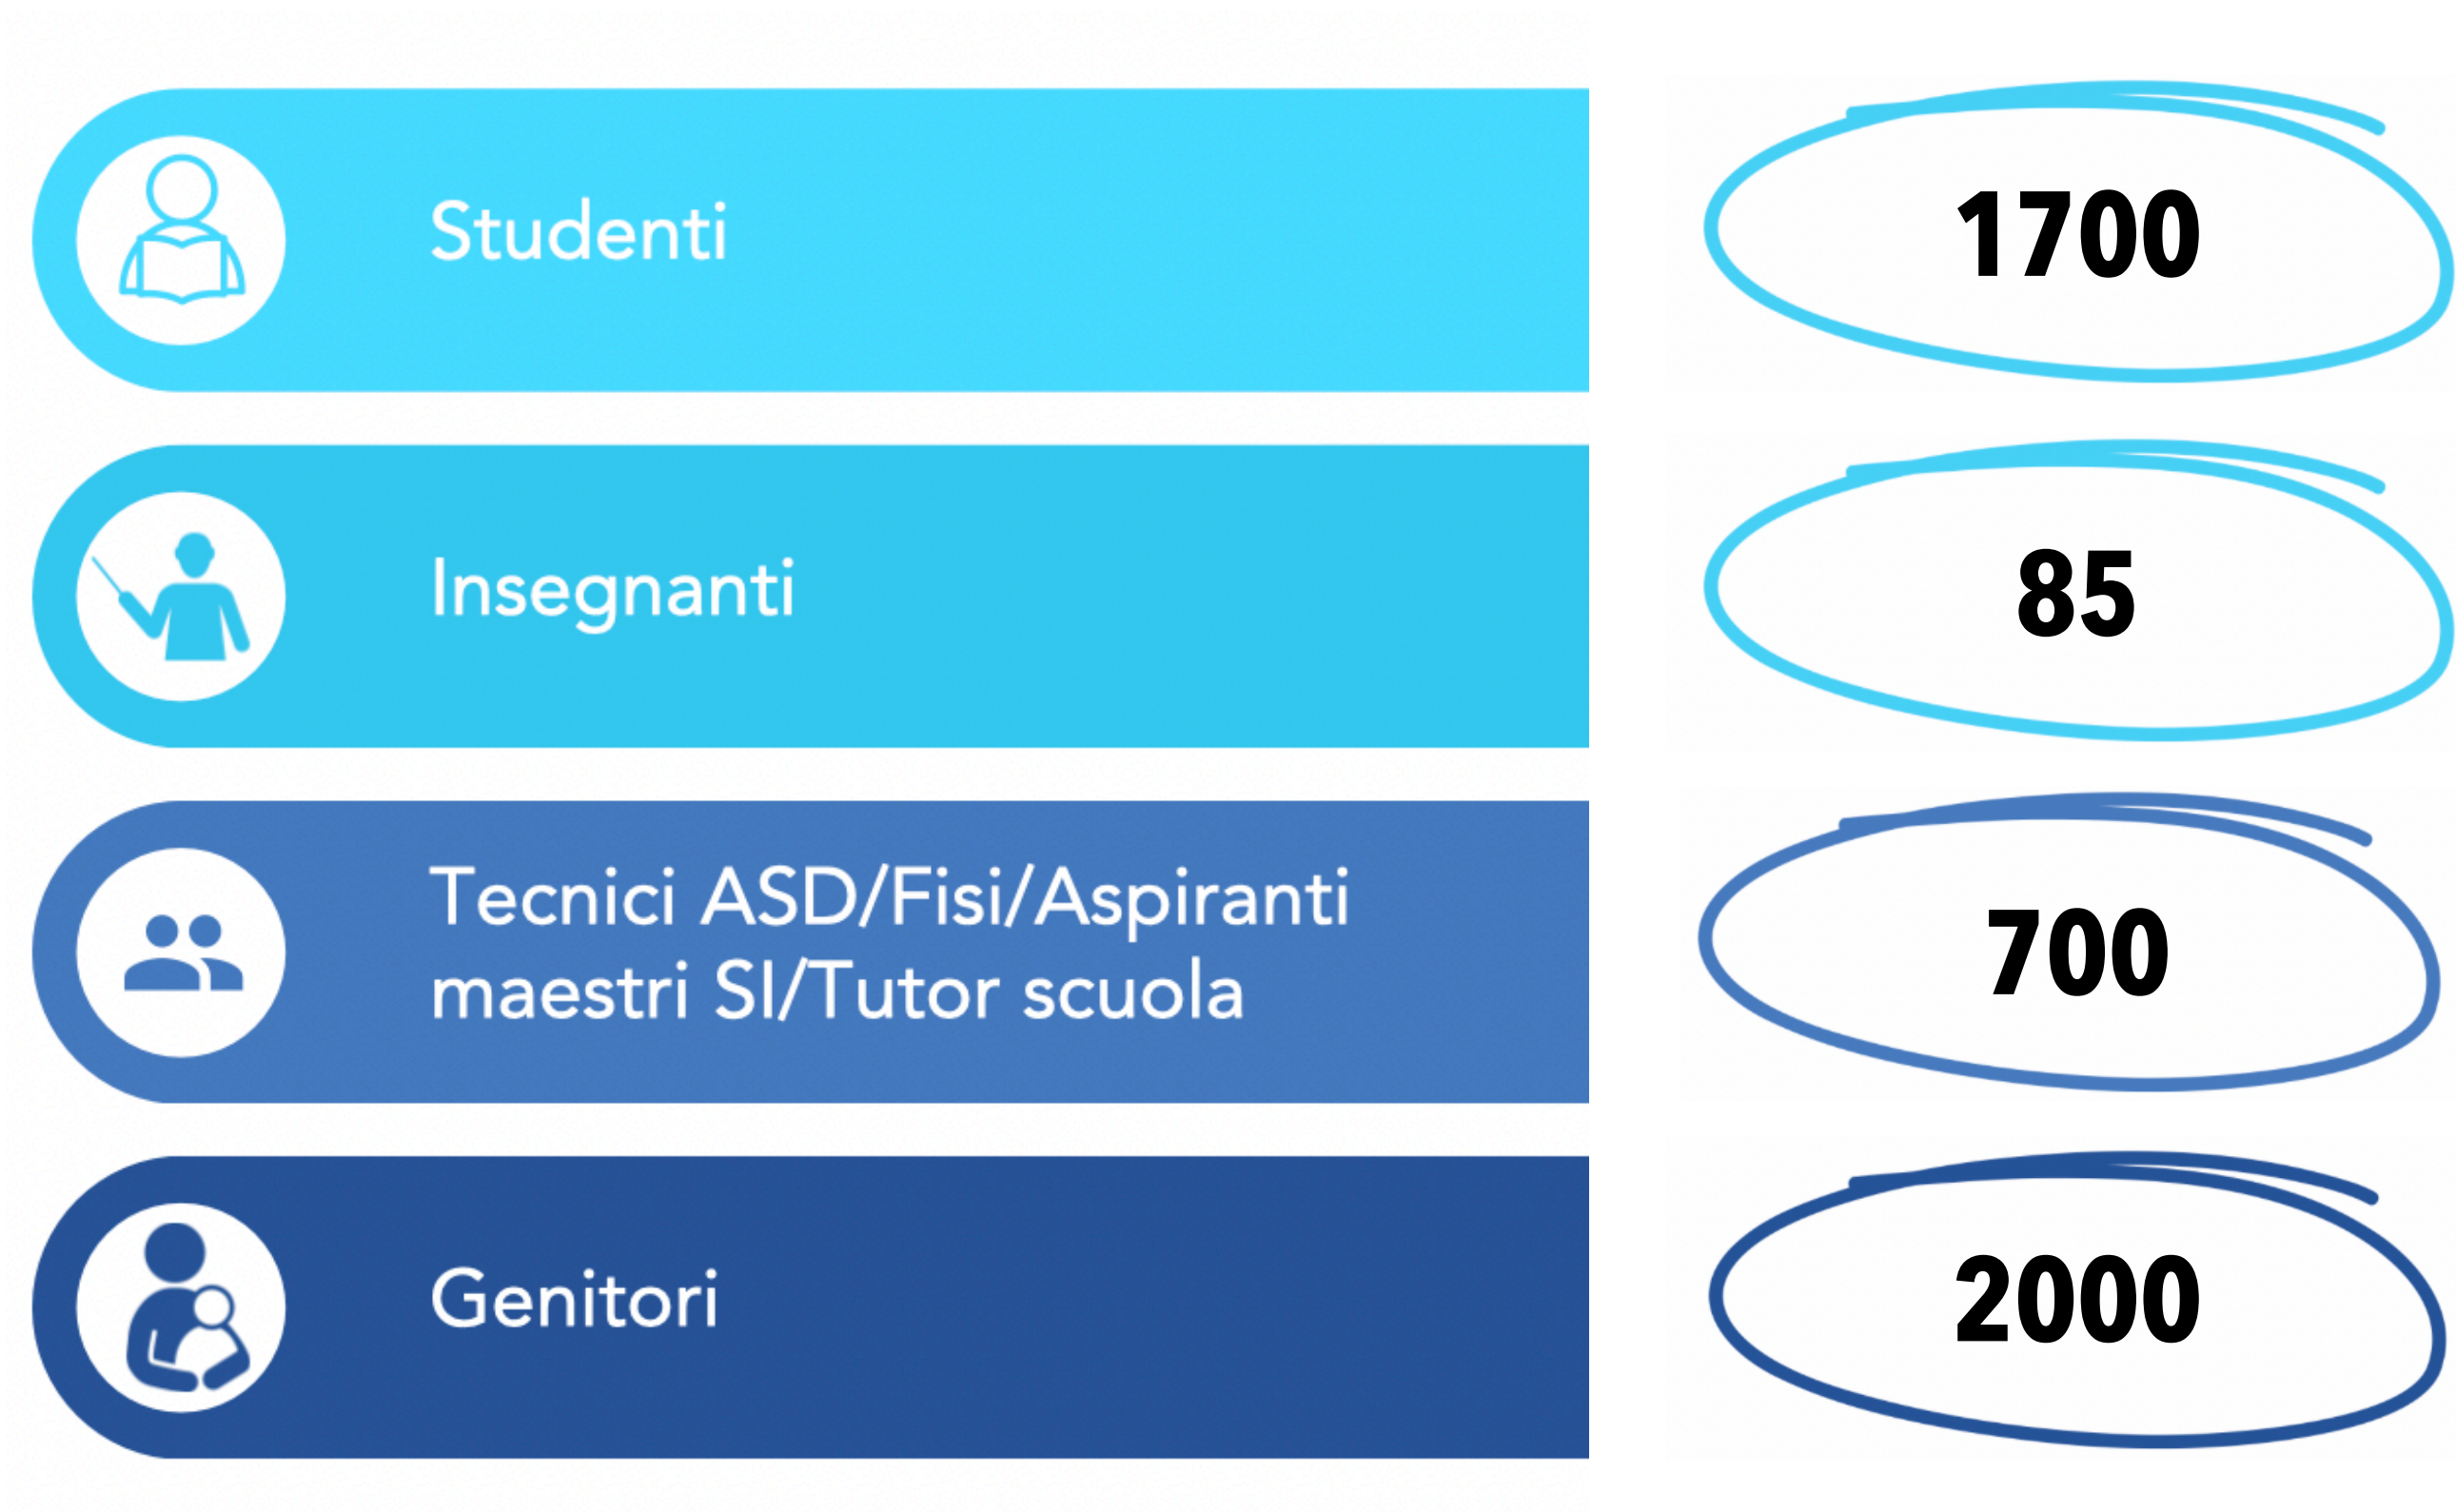 Studenti
1700
Insegnanti
85
Tecnici ASD/Fisi/Aspiranti
maestri SI/Tutor scuola
700
Genitori
2000